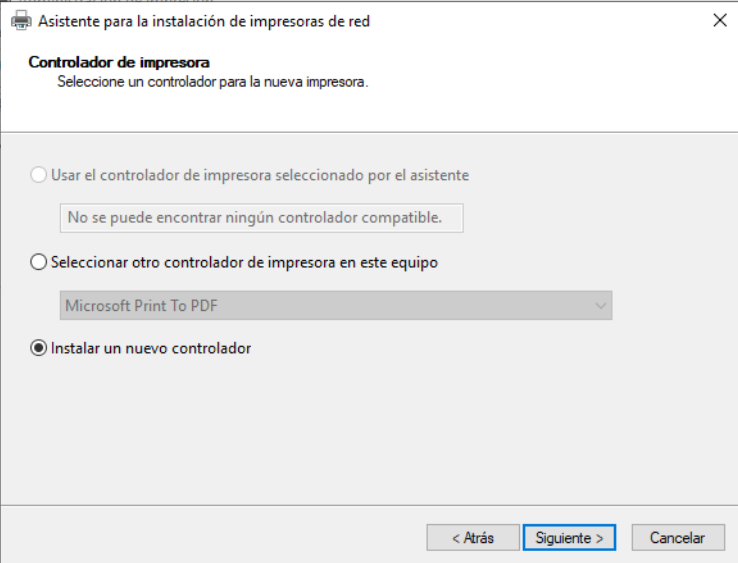 Asistente para la instalación de impresoras de red
Controlador de impresora
Seleccione un controlador para la nueva impresora.
Usar el controlador de impresora seleccionado por el asistente
No se puede encontrar ningún controlador compatible.
Seleccionar otro controlador de impresora en este equipo
Microsoft Print To PDF
Instalar un nuevo controlador
< Atrás
Siguiente >
Cancelar